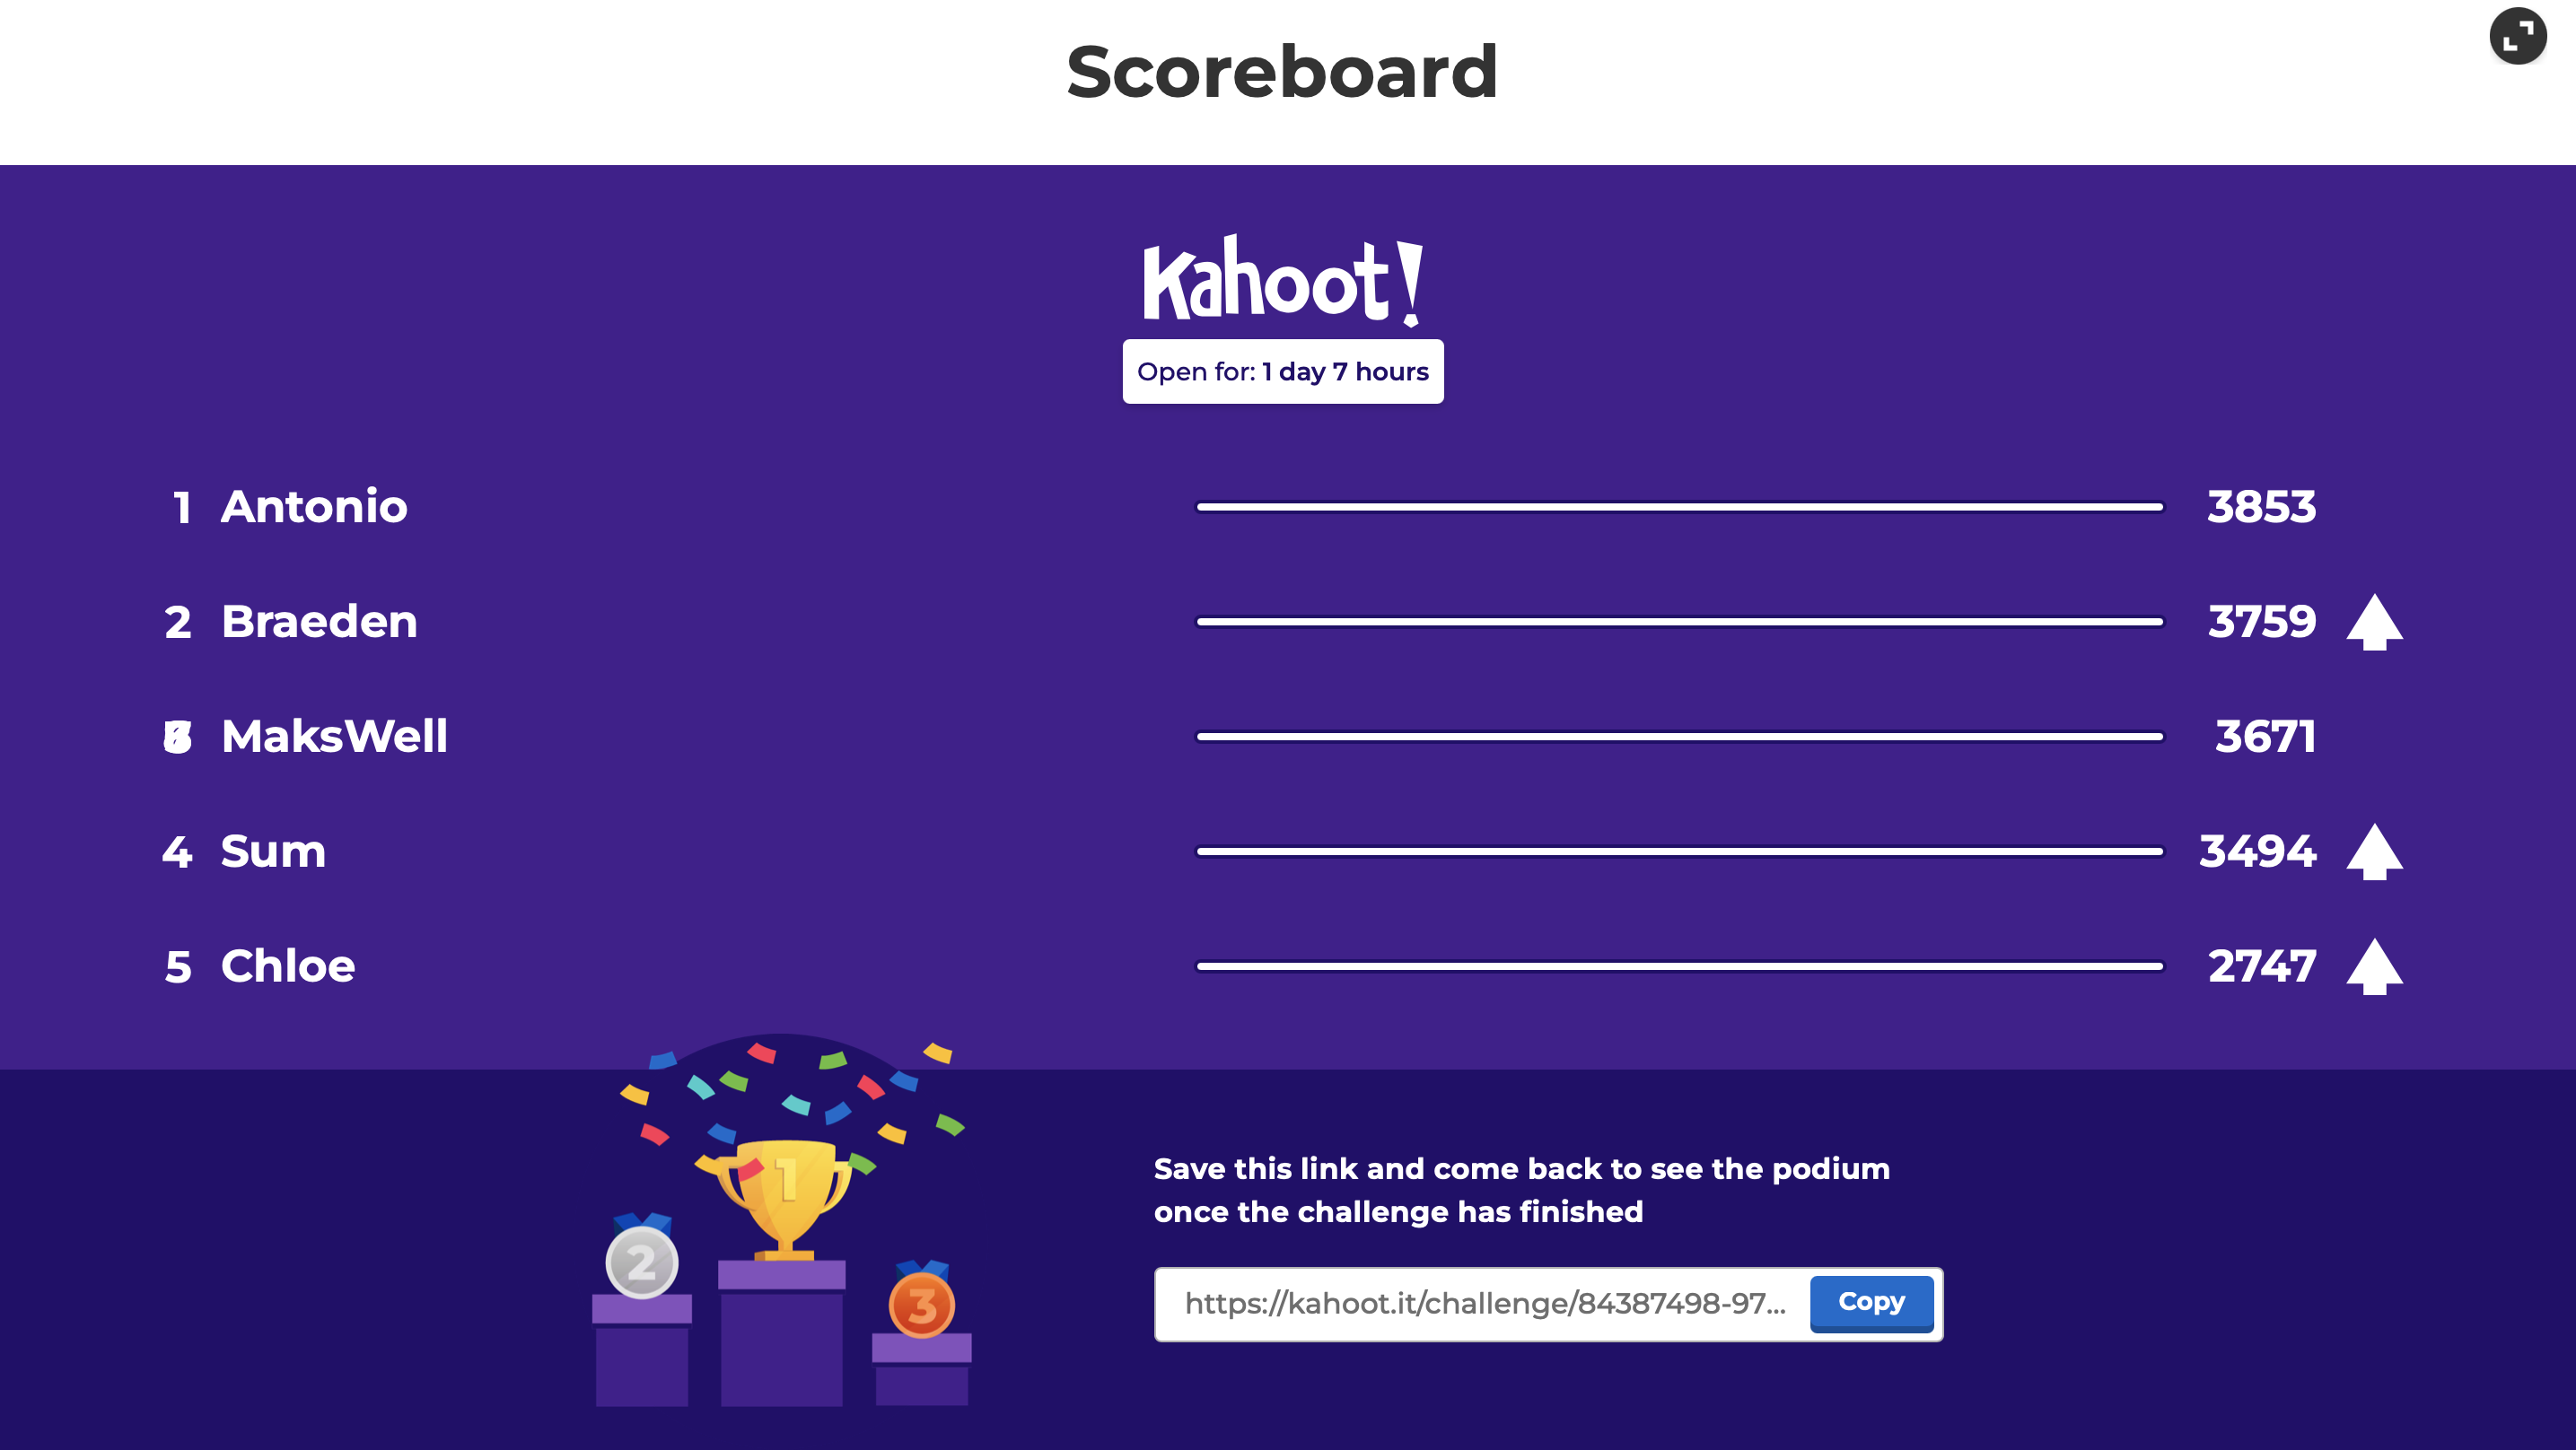 Scoreboard
Kahoot!
Open for: 1 day 7 hours
1 Antonio 3853
2 Braeden 3759
MaksWell 3671
4 Sum 3494
5 Chloe 2747
1
2
3
Save this link and come back to see the podium
once the challenge has finished
https://kahoot.it/challenge/84387498-97... Copy